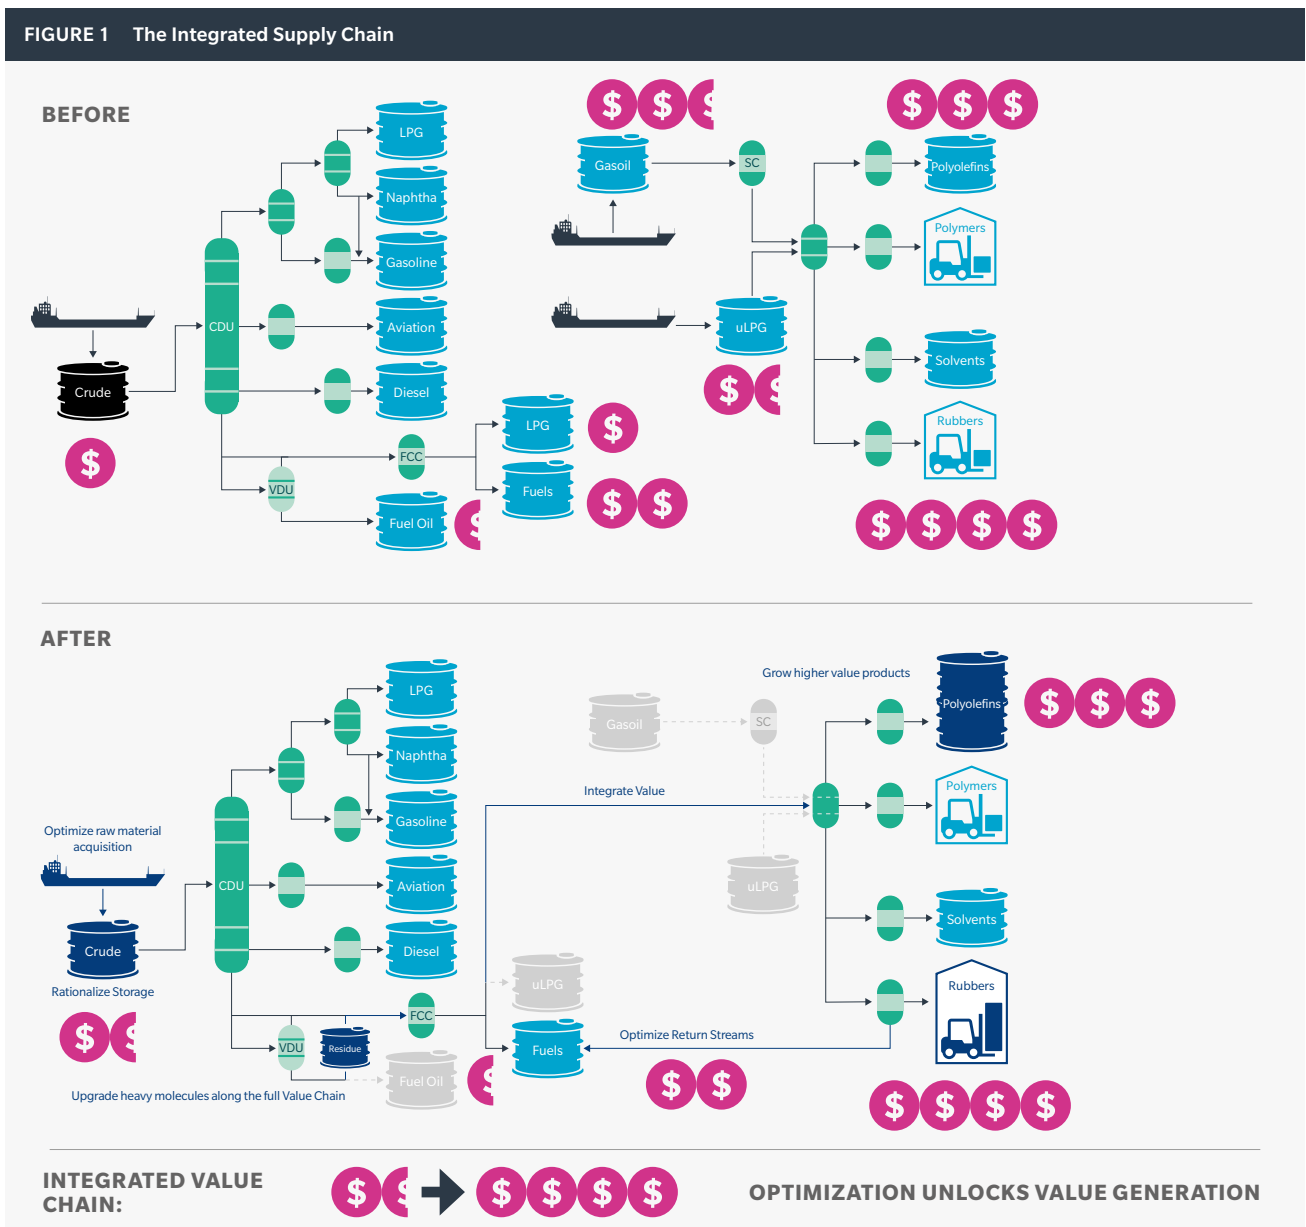 FIGURE 1 The Integrated Supply Chain
BEFORE
$ $ $
$ $ $
LPG
Gasoil
SC
Polyolefins
Naphtha
Polymers
Gasoline
CDU
Aviation
uLPG
Solvents
Crude
Diesel
$ $
$
LPG
$
Rubbers
FCC
VDU
Fuels
$ $
Fuel Oil
$
$ $ $ $
AFTER
Grow higher value products
LPG
Polyolefins
$ $ $
Gasoil
SC
Naphtha
Integrate Value
Polymers
Gasoline
Optimize raw material
acquisition
CDU
Aviation
uLPG
Solvents
Crude
Diesel
Rationalize Storage
uLPG
Rubbers
$ $
FCC
Optimize Return Streams
VDU
Residue
Fuels
Fuel Oil
$
$ $
Upgrade heavy molecules along the full Value Chain
$ $ $ $
INTEGRATED VALUE
CHAIN:
$ $
$ $ $ $
OPTIMIZATION UNLOCKS VALUE GENERATION